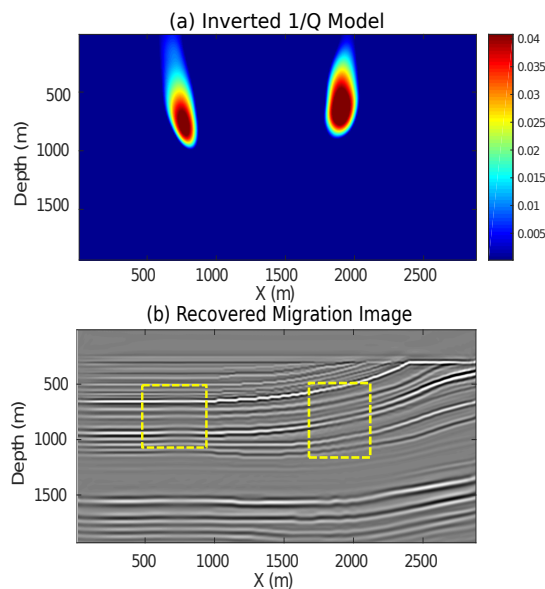 (a) Inverted 1/Q Model
0.04
0.035
0.03
0.025
0.02
0.015
0.01
0.005
Depth (m)
500
1000
1500
500 1000 1500 2000 2500
X (m)
(b) Recovered Migration Image
Depth (m)
500
1000
1500
500 1000 1500 2000 2500
X (m)